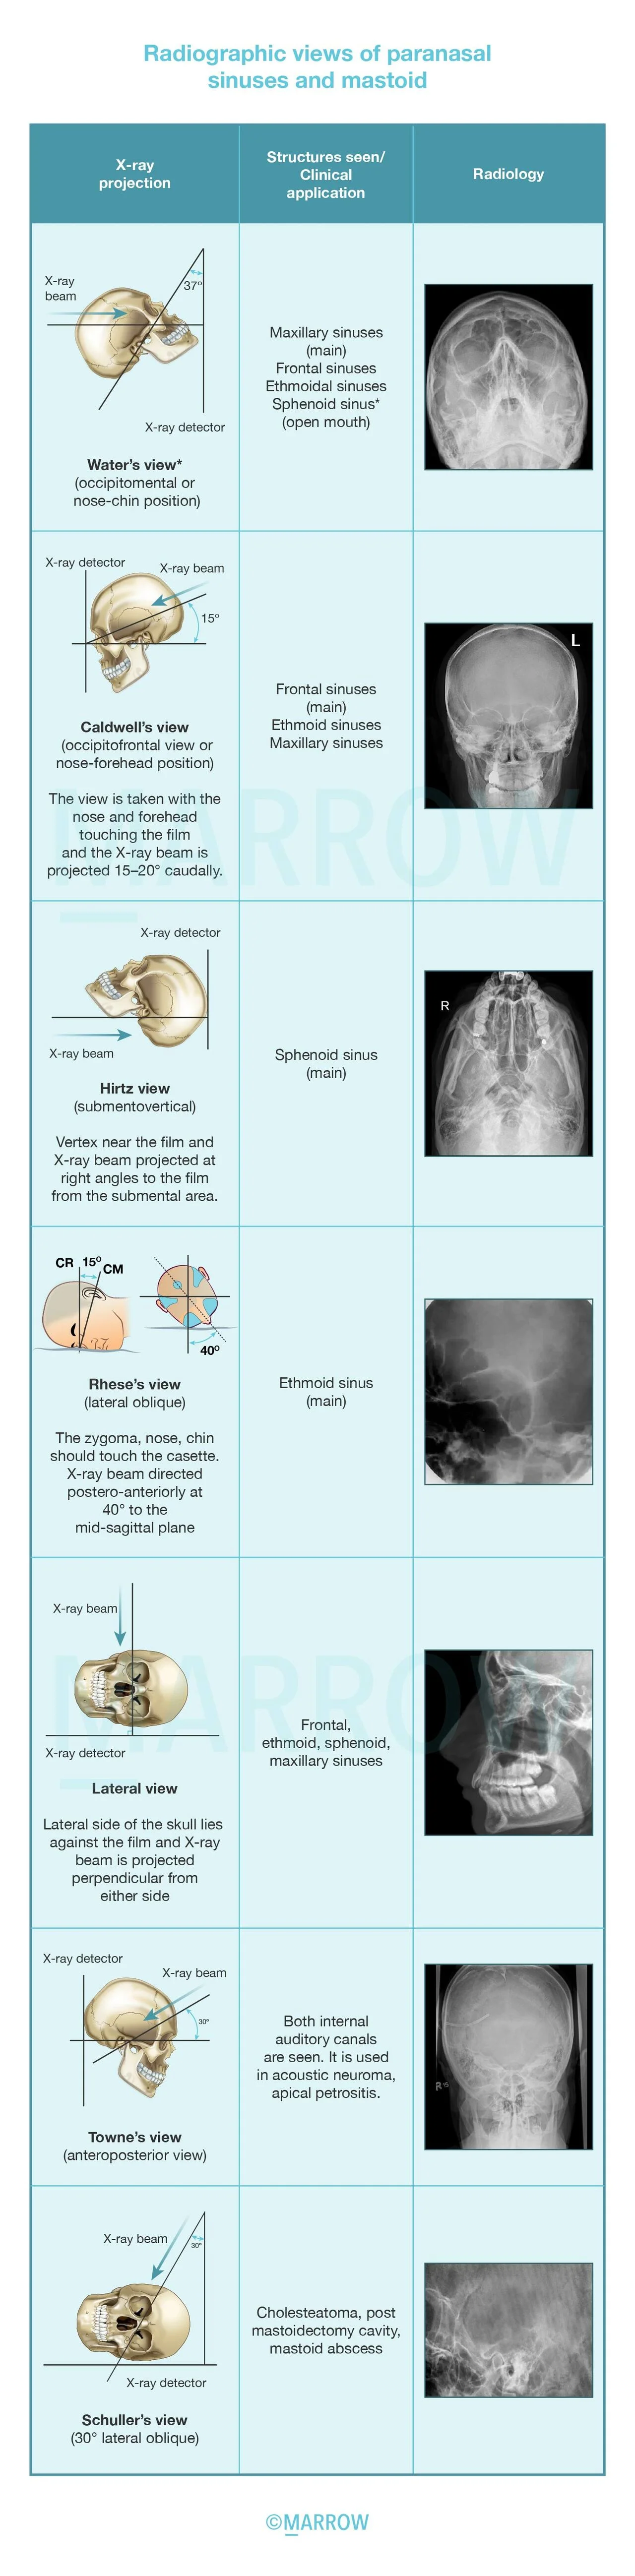 Radiographic views of paranasal
sinuses and mastoid
X-ray
projection
Structures seen/
Clinical
application
Radiology
X-ray
beam
37º
X-ray detector
Water's view*
(occipitomental or
nose-chin position)
Maxillary sinuses
(main)
Frontal sinuses
Ethmoidal sinuses
Sphenoid sinus*
(open mouth)
X-ray detector
X-ray beam
15º
Caldwell's view
(occipitofrontal view or
nose-forehead position)
The view is taken with the
nose and forehead
touching the film
and the X-ray beam is
projected 15–20° caudally.
Frontal sinuses
(main)
Ethmoid sinuses
Maxillary sinuses
L
MARROW
X-ray detector
X-ray beam
Hirtz view
(submentovertical)
Vertex near the film and
X-ray beam projected at
right angles to the film
from the submental area.
Sphenoid sinus
(main)
R
CR 15º CM
40º
Rhese's view
(lateral oblique)
The zygoma, nose, chin
should touch the casette.
X-ray beam directed
postero-anteriorly at
40° to the
mid-sagittal plane
Ethmoid sinus
(main)
X-ray beam
X-ray detector
Lateral view
Lateral side of the skull lies
against the film and X-ray
beam is projected
perpendicular from
either side
Frontal,
ethmoid, sphenoid,
maxillary sinuses
MARROW
X-ray detector
X-ray beam
30º
Towne's view
(anteroposterior view)
Both internal
auditory canals
are seen. It is used
in acoustic neuroma,
apical petrositis.
R
X-ray beam
30º
X-ray detector
Schuller's view
(30° lateral oblique)
Cholesteatoma, post
mastoidectomy cavity,
mastoid abscess
©MARROW